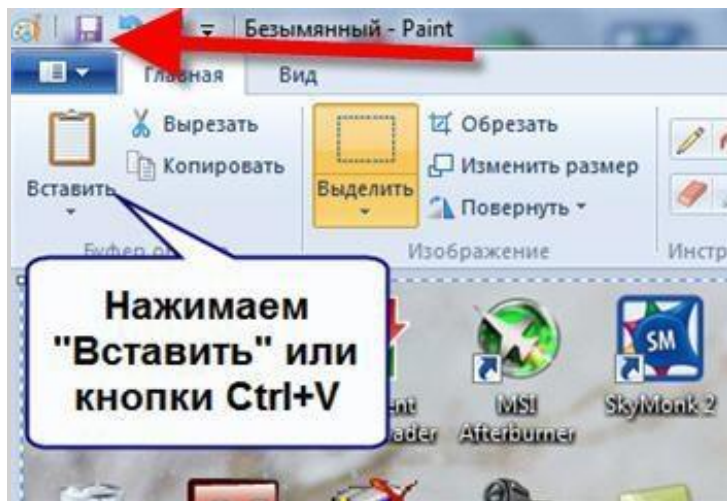 Безымянный - Paint
Главная Вид
Вырезать
Копировать
Вставить
Выделить
Обрезать
Изменить размер
Повернуть
Изображение
Нажимаем
"Вставить" или
кнопки Ctrl+V
MSI
Afterburner
SkyMonk 2
SM